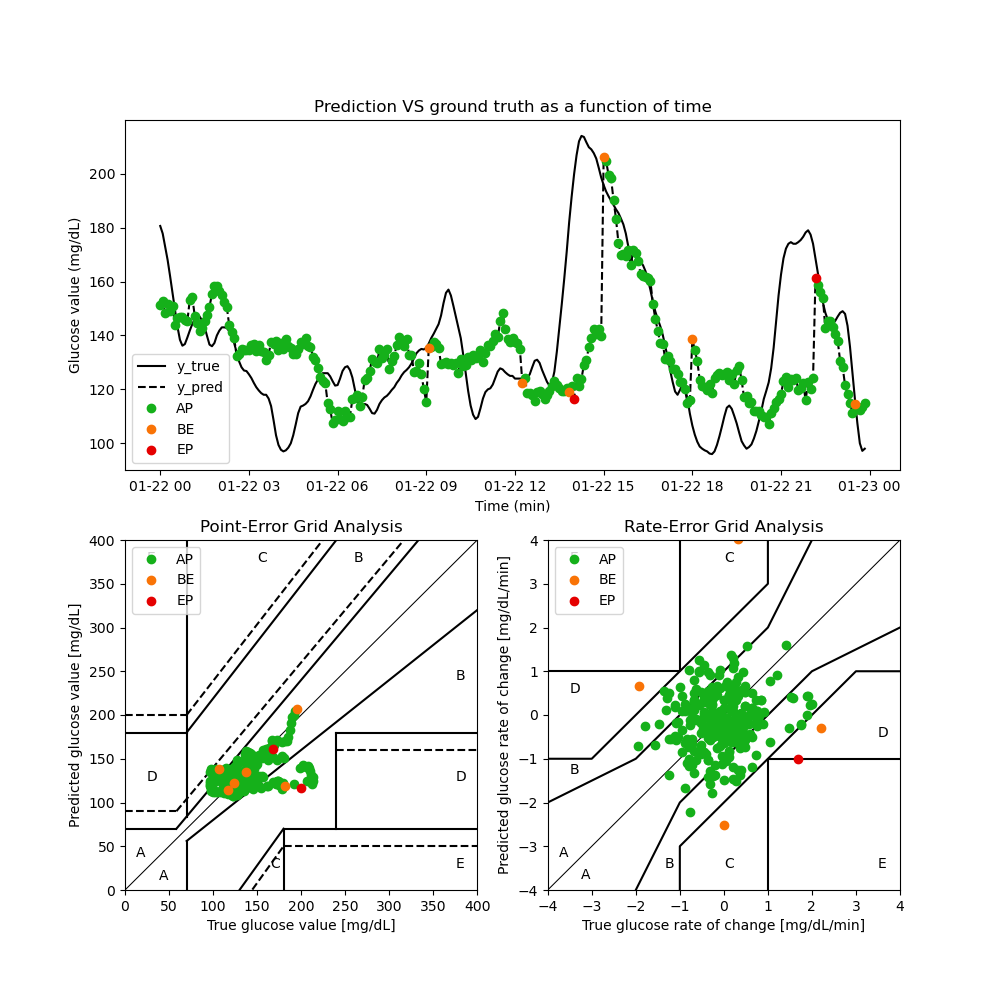 Prediction VS ground truth as a function of time
Glucose value (mg/dL)
200
180
160
140
120
100
y_true
y_pred
AP
BE
EP
01-22 00 01-22 03 01-22 06 01-22 09 01-22 12 01-22 15 01-22 18 01-22 21 01-23 00
Time (min)
Point-Error Grid Analysis
Predicted glucose value [mg/dL]
400
350
300
250
200
150
100
50
0
AP
BE
EP
C
B
B
D
D
A
A
C
E
0 50 100 150 200 250 300 350 400
True glucose value [mg/dL]
Rate-Error Grid Analysis
Predicted glucose rate of change [mg/dL/min]
4
3
2
1
0
−1
−2
−3
−4
AP
BE
EP
C
D
D
B
A
A
B
C
E
−4 −3 −2 −1 0 1 2 3 4
True glucose rate of change [mg/dL/min]